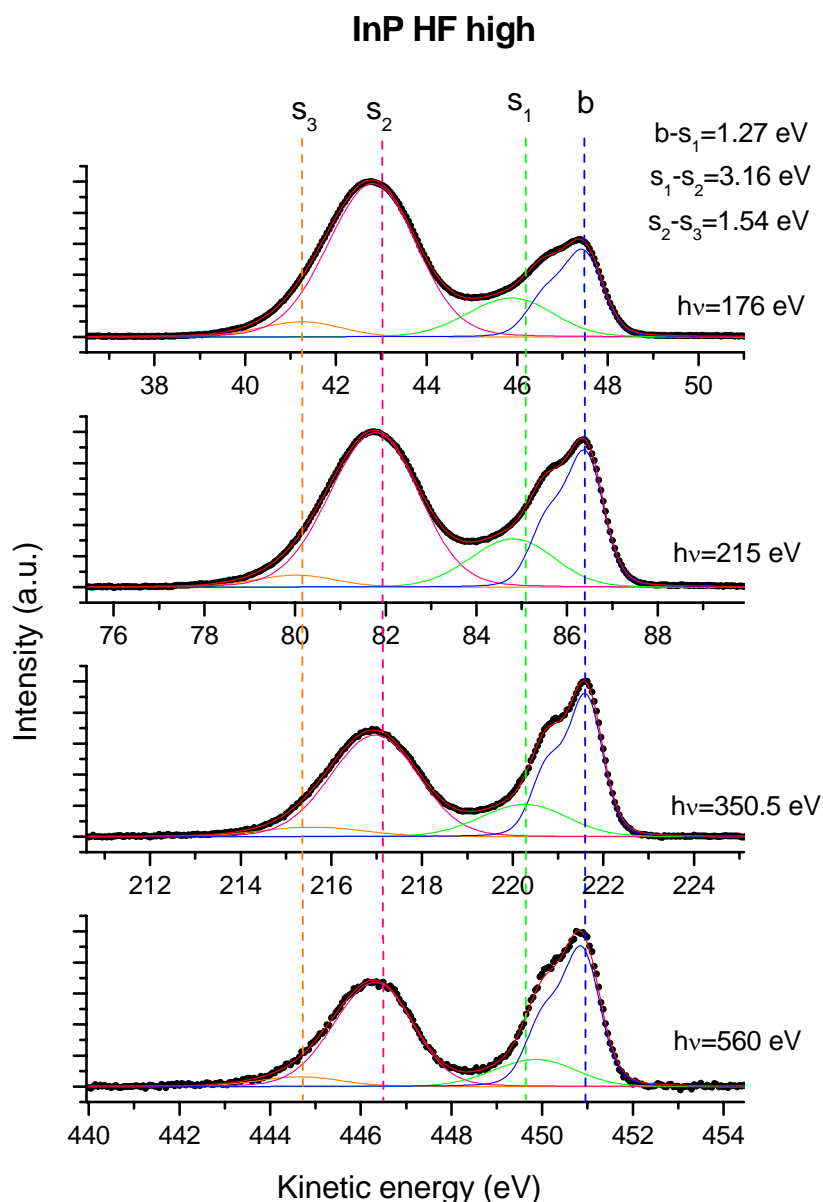 InP HF high
s₃ s₂ s₁ b
b-s₁=1.27 eV
s₁-s₂=3.16 eV
s₂-s₃=1.54 eV
hν=176 eV
38 40 42 44 46 48 50
hν=215 eV
76 78 80 82 84 86 88
hν=350.5 eV
212 214 216 218 220 222 224
hν=560 eV
440 442 444 446 448 450 452 454
Intensity (a.u.)
Kinetic energy (eV)